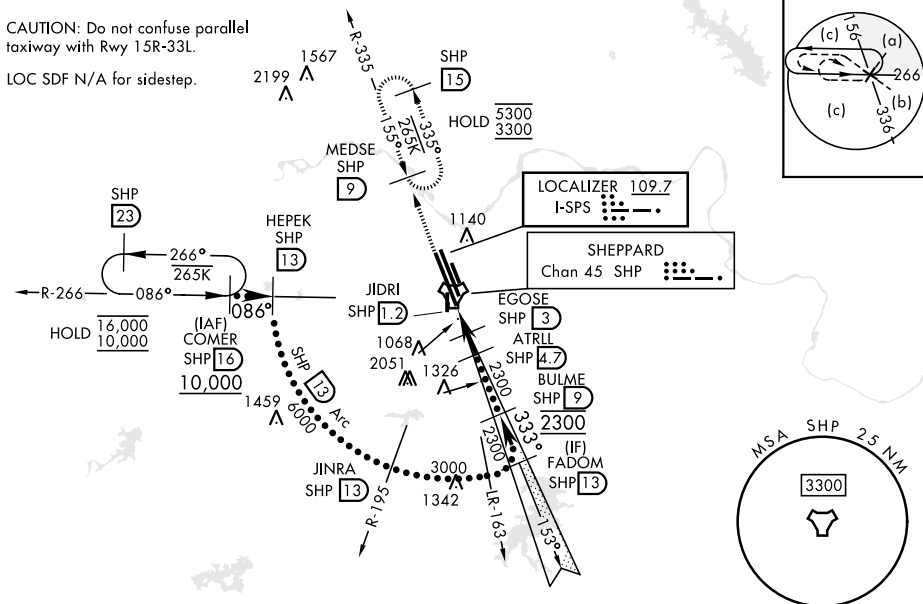 CAUTION: Do not confuse parallel
taxiway with Rwy 15R-33L.
LOC SDF N/A for sidestep.
R-335
1567
2199
SHP
15
HOLD 5300
3300
335°
265K
155°
MEDSE
SHP
9
156
(c)
(a)
266
(b)
(c)
336
LOCALIZER 109.7
I-SPS
1140
SHEPPARD
Chan 45 SHP
SHP
23
HEPEK
SHP
13
266°
265K
R-266
086°
086°
HOLD 16,000
10,000
(IAF)
COMER
SHP 16
10,000
JIDRI
SHP 1.2
EGOSE
SHP 3
ATRLL
SHP 4.7
BULME
SHP 9
2300
(IF)
FADOM
SHP 13
1068
2051
1326
2300
333°
2300
SHP 13 Arc
6000
1459
JINRA
SHP 13
3000
1342
R-195
LR-163
153°
MSA SHP 25 NM
3300